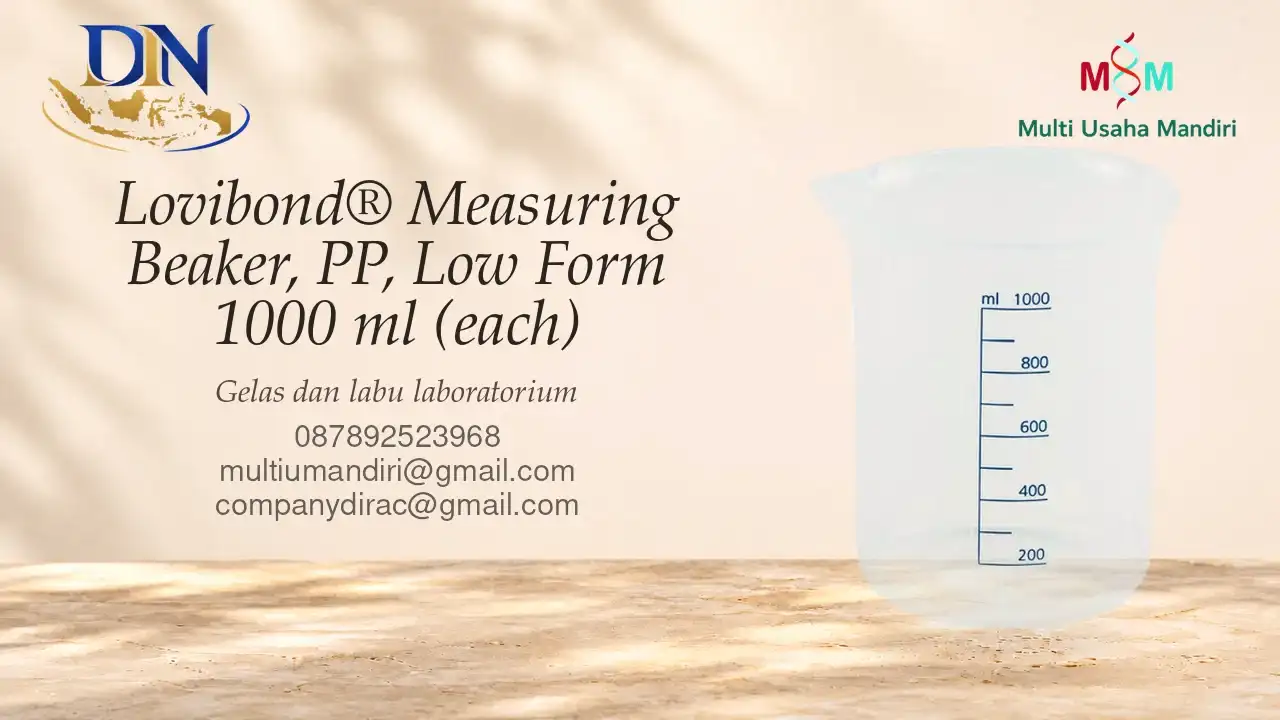 DIN
M M
Multi Usaha Mandiri
Lovibond® Measuring
Beaker, PP, Low Form
1000 ml (each)
Gelas dan labu laboratorium
087892523968
multiumandiri@gmail.com
companydirac@gmail.com
ml 1000
800
600
400
200